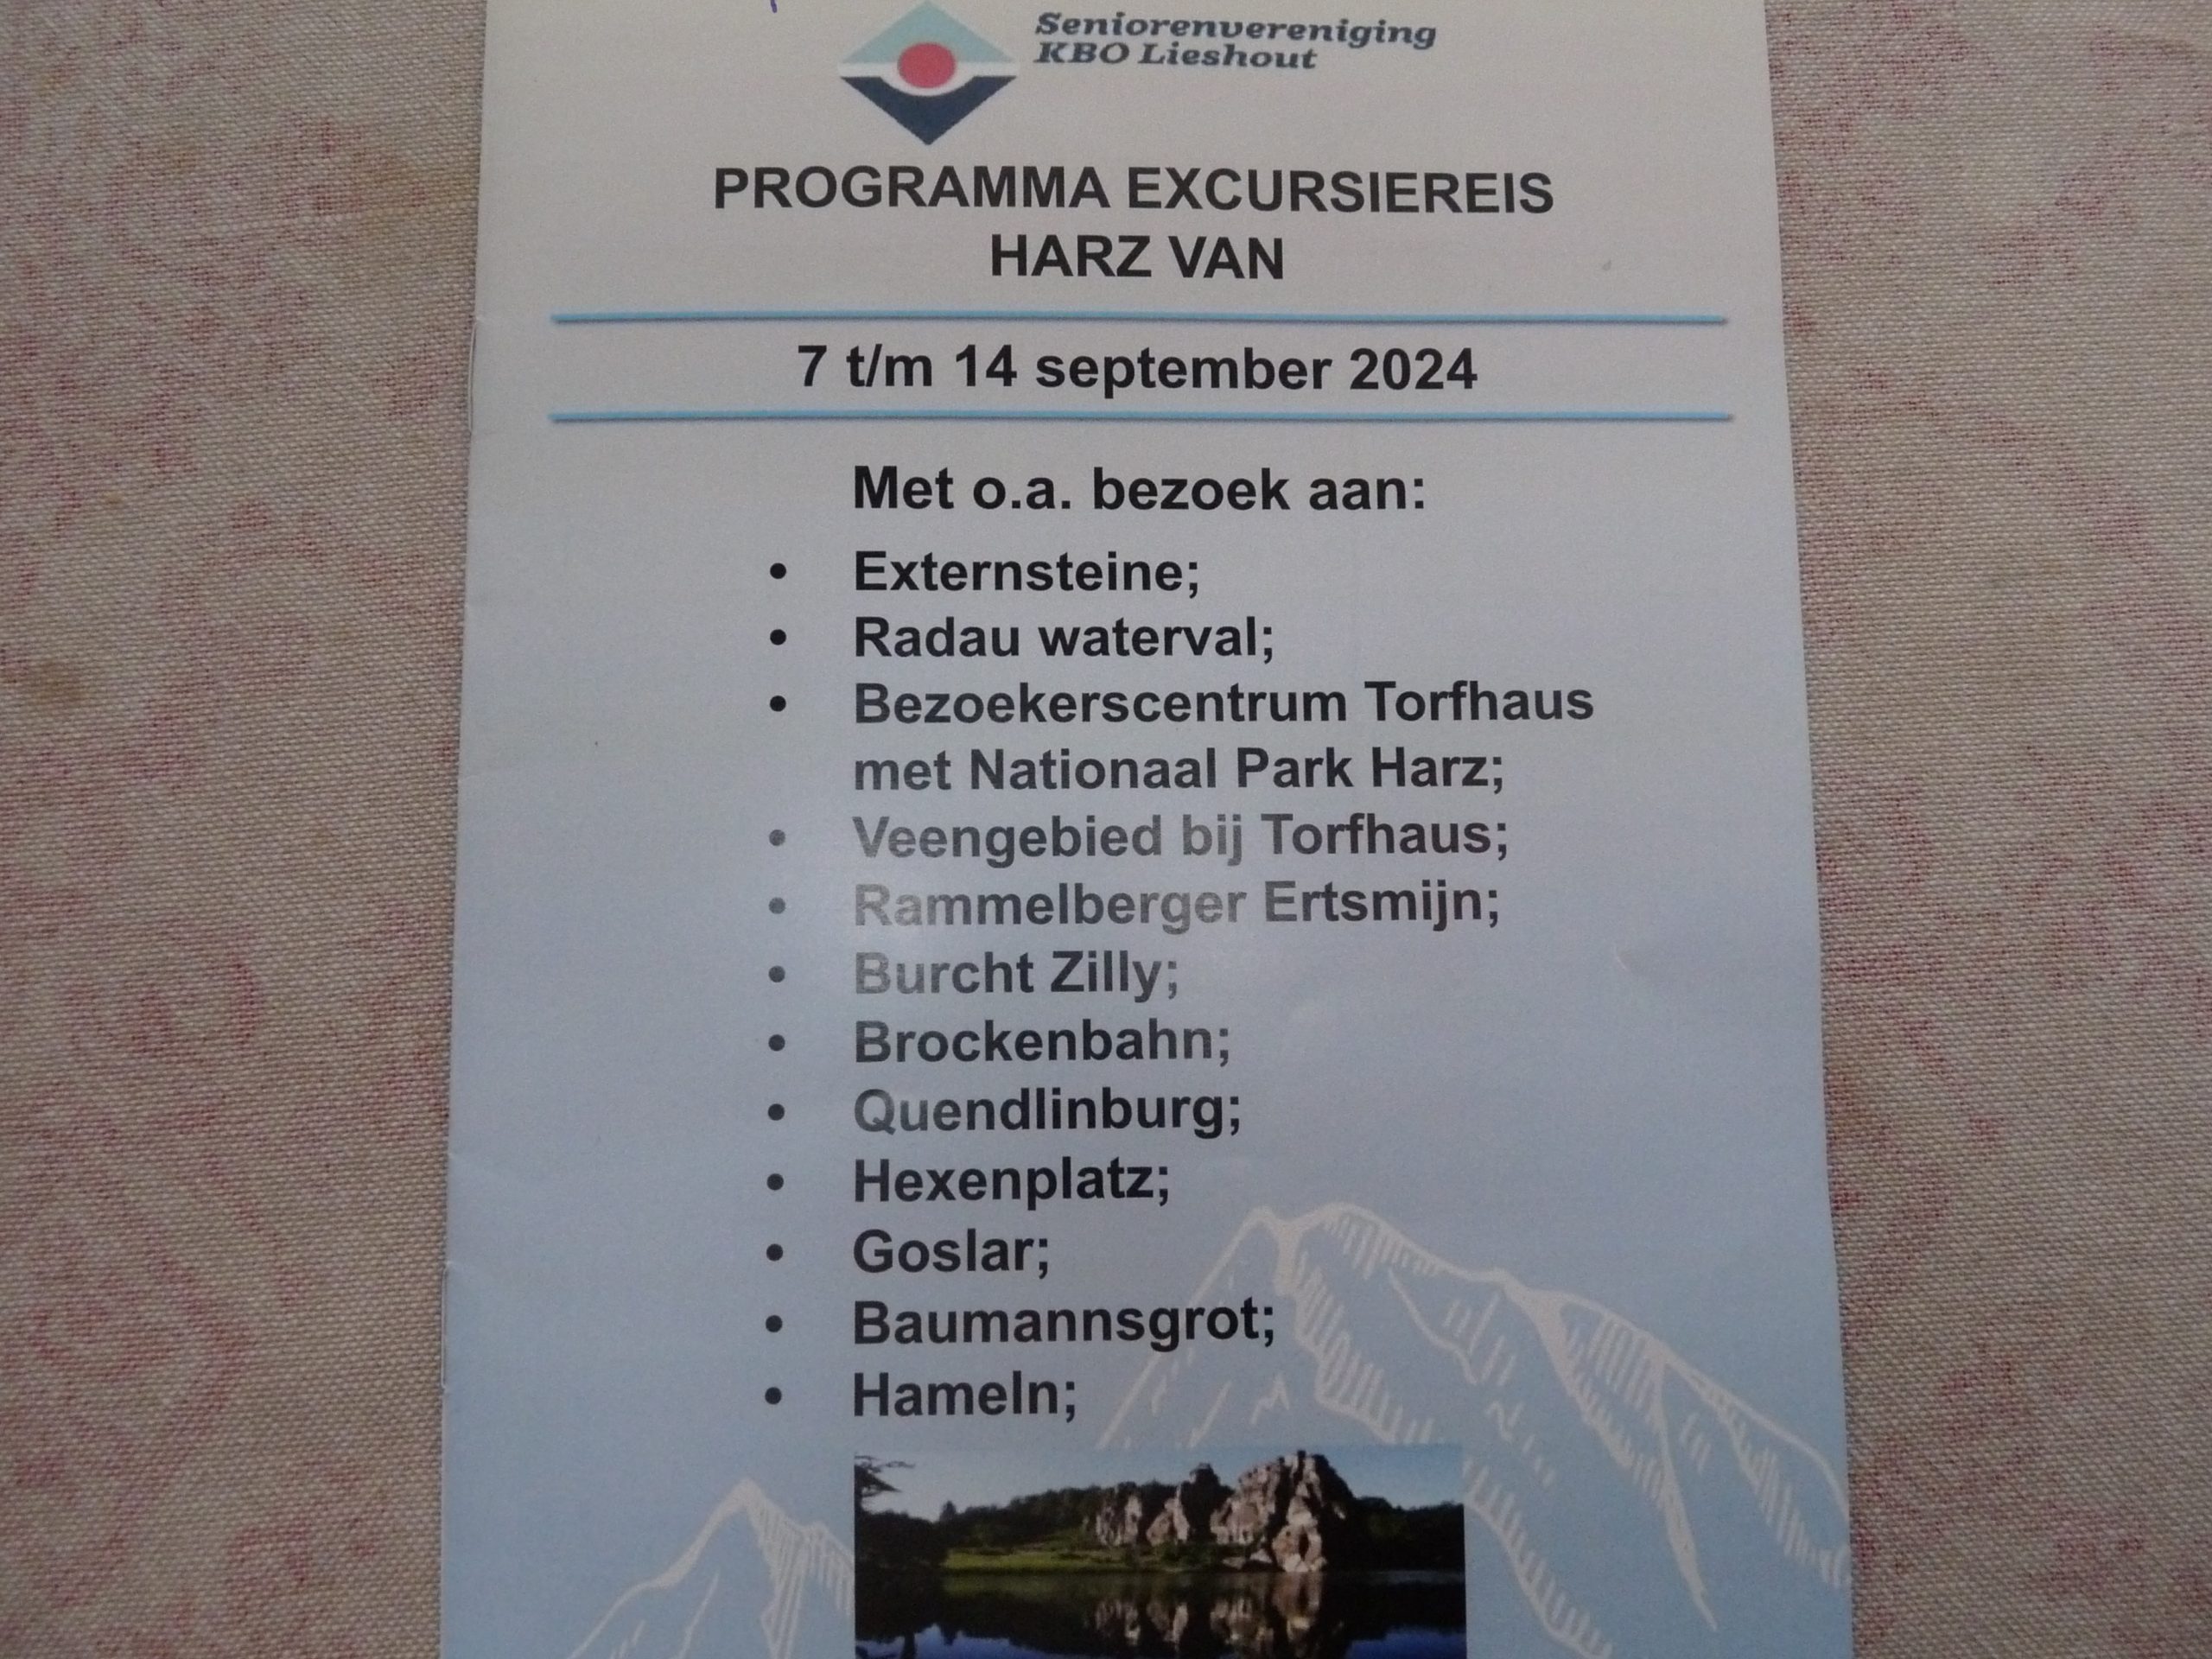 Seniorenvereniging
KBO Lieshout
PROGRAMMA EXCURSIEREIS
HARZ VAN
7 t/m 14 september 2024
Met o.a. bezoek aan:
• Externsteine;
• Radau waterval;
• Bezoekerscentrum Torfhaus
met Nationaal Park Harz;
• Veengebied bij Torfhaus;
• Rammelberger Ertsmijn;
• Burcht Zilly;
• Brockenbahn;
• Quendlinburg;
• Hexenplatz;
• Goslar;
• Baumannsgrot;
• Hameln;